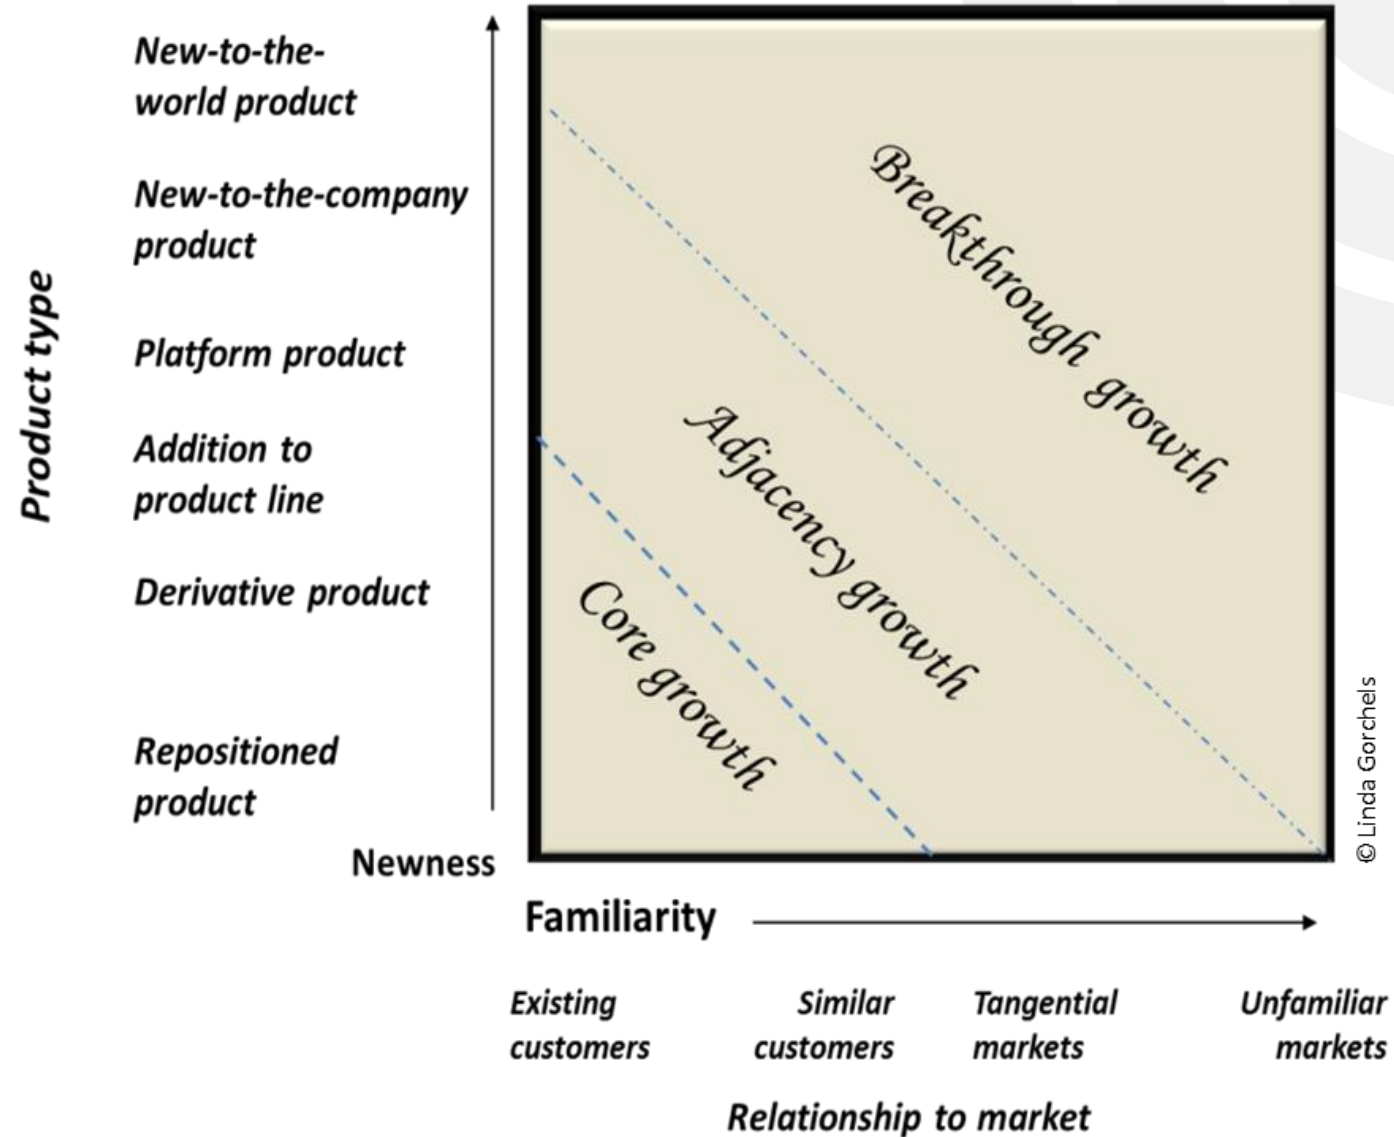 New-to-the-
world product
New-to-the-company
product
Platform product
Addition to
product line
Derivative product
Repositioned
product
Product type
Newness
Breakthrough growth
Adjacency growth
Core growth
© Linda Gorchels
Familiarity
Existing
customers
Similar
customers
Tangential
markets
Unfamiliar
markets
Relationship to market